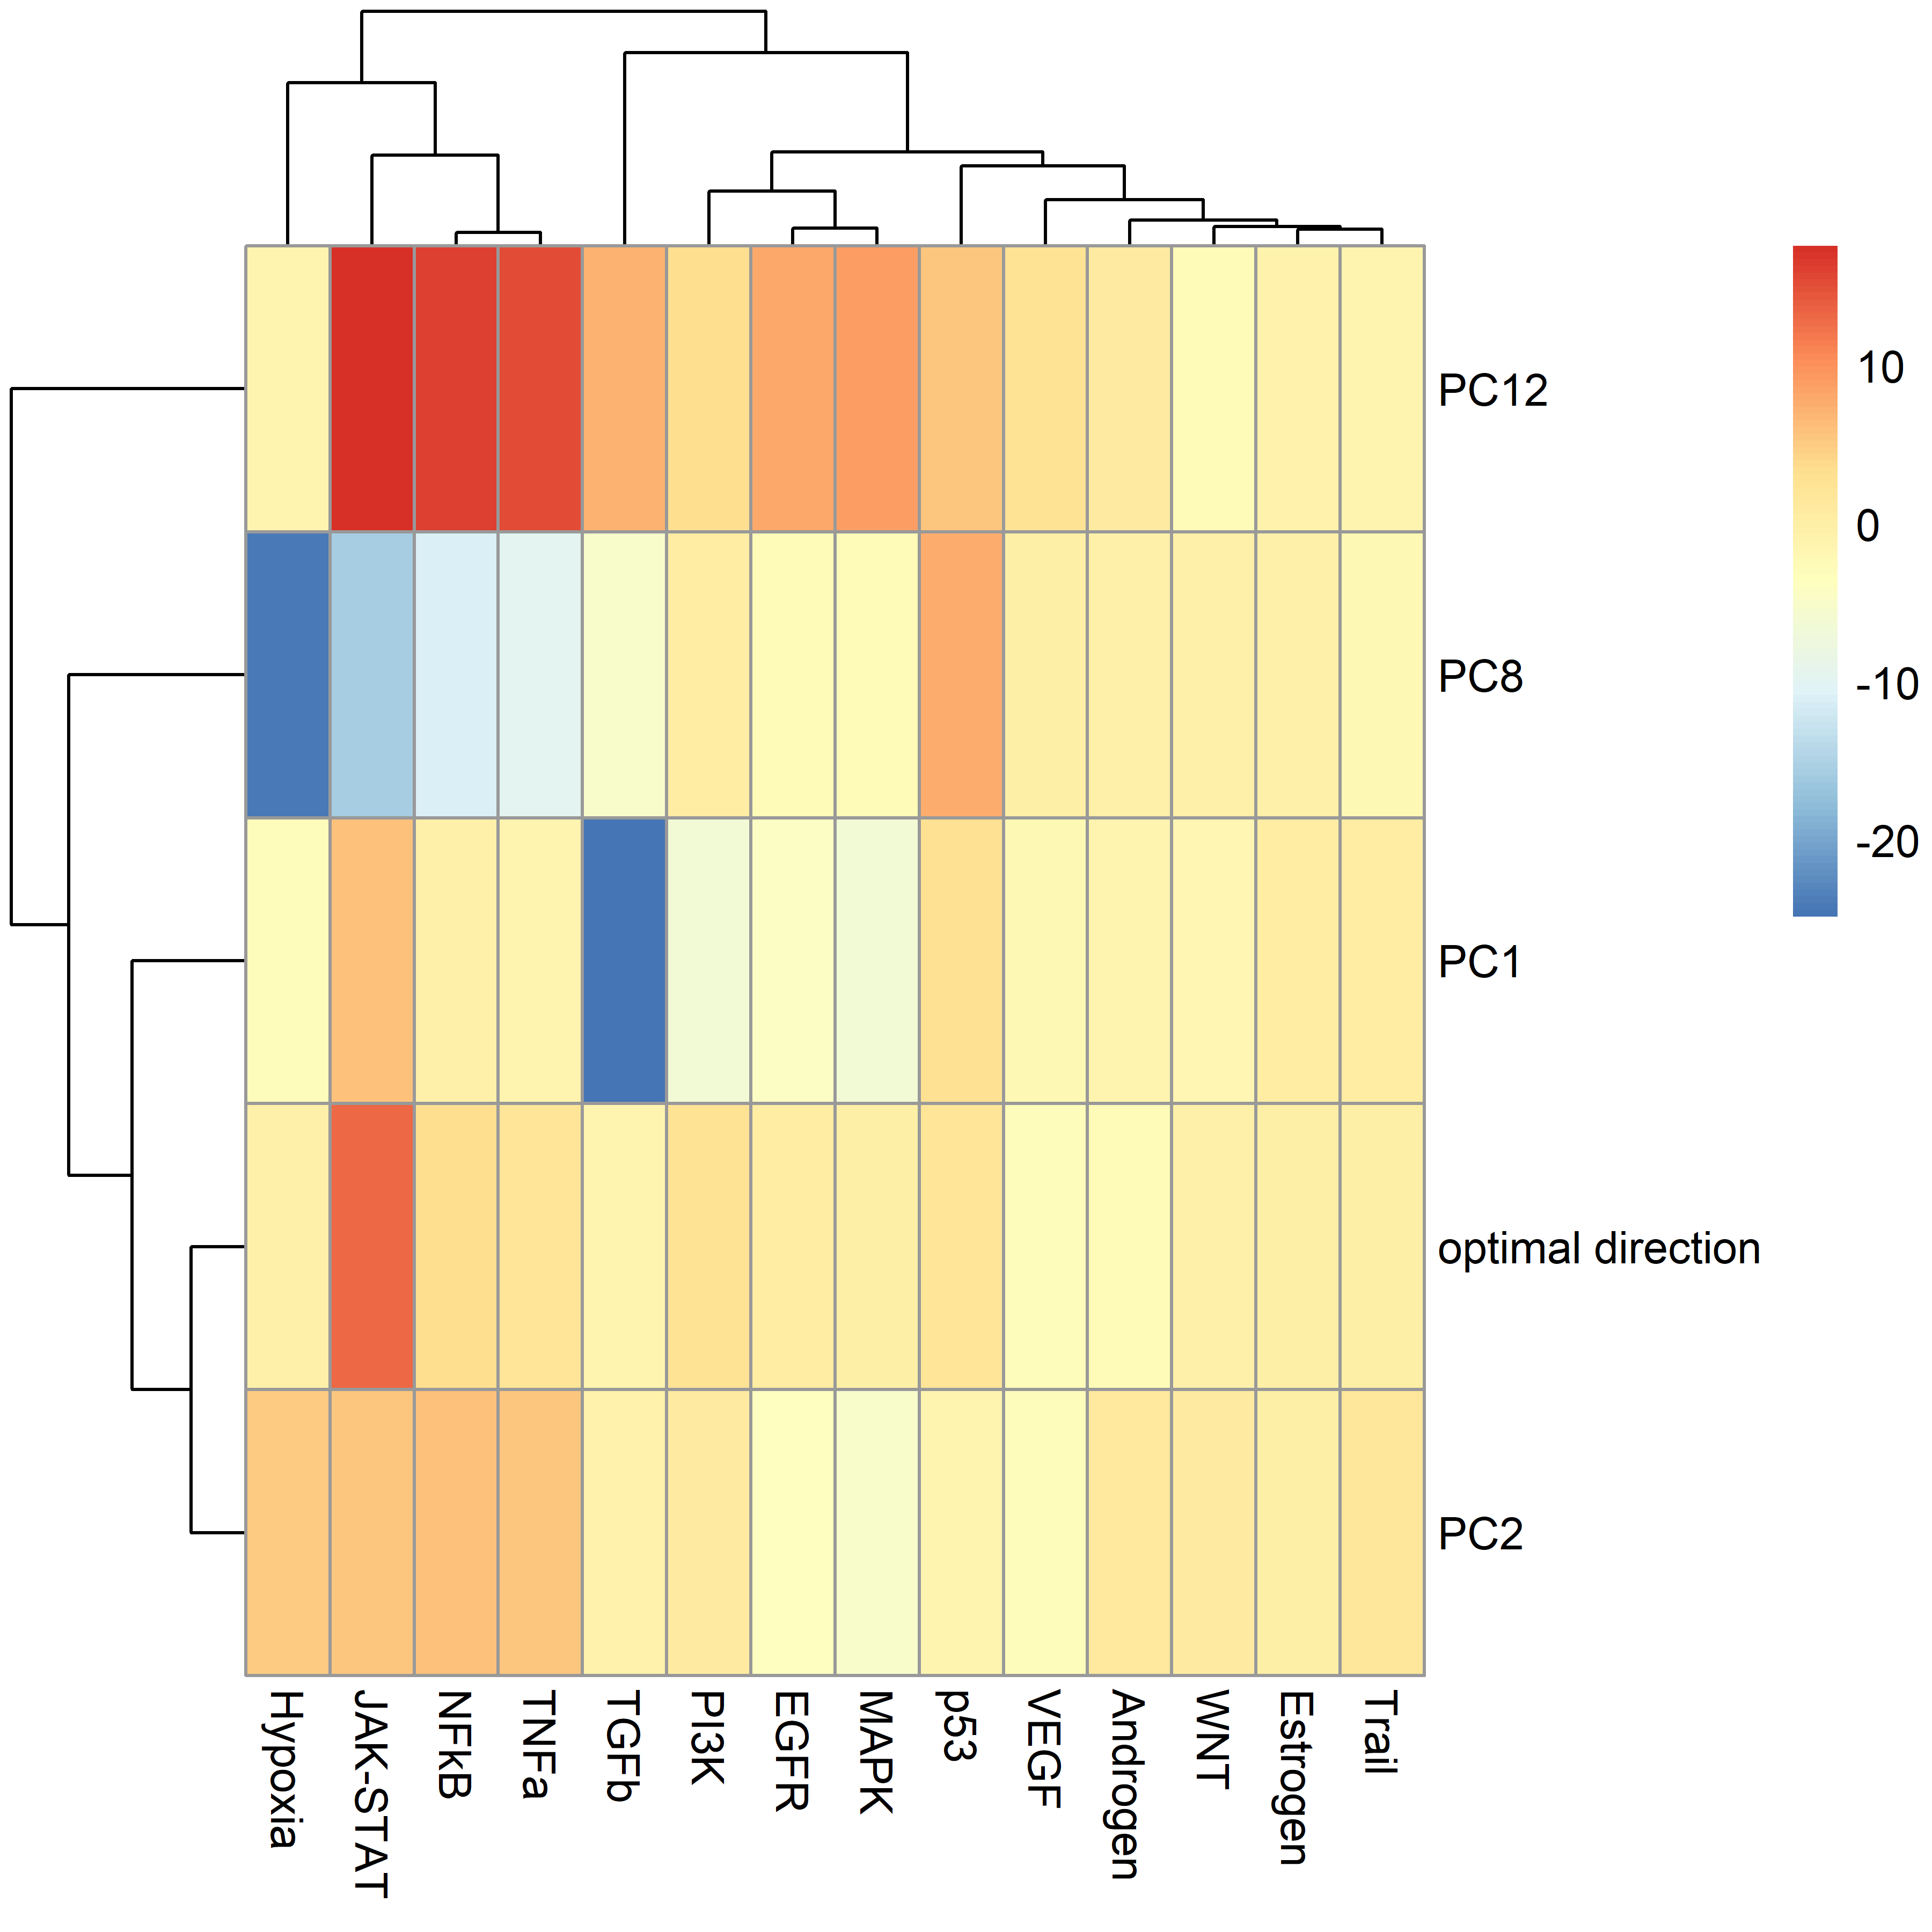 10
0
-10
-20
PC12
PC8
PC1
optimal direction
PC2
Hypoxia
JAK-STAT
NFkB
TNFa
TGFb
PI3K
EGFR
MAPK
p53
VEGF
Androgen
WNT
Estrogen
Trail